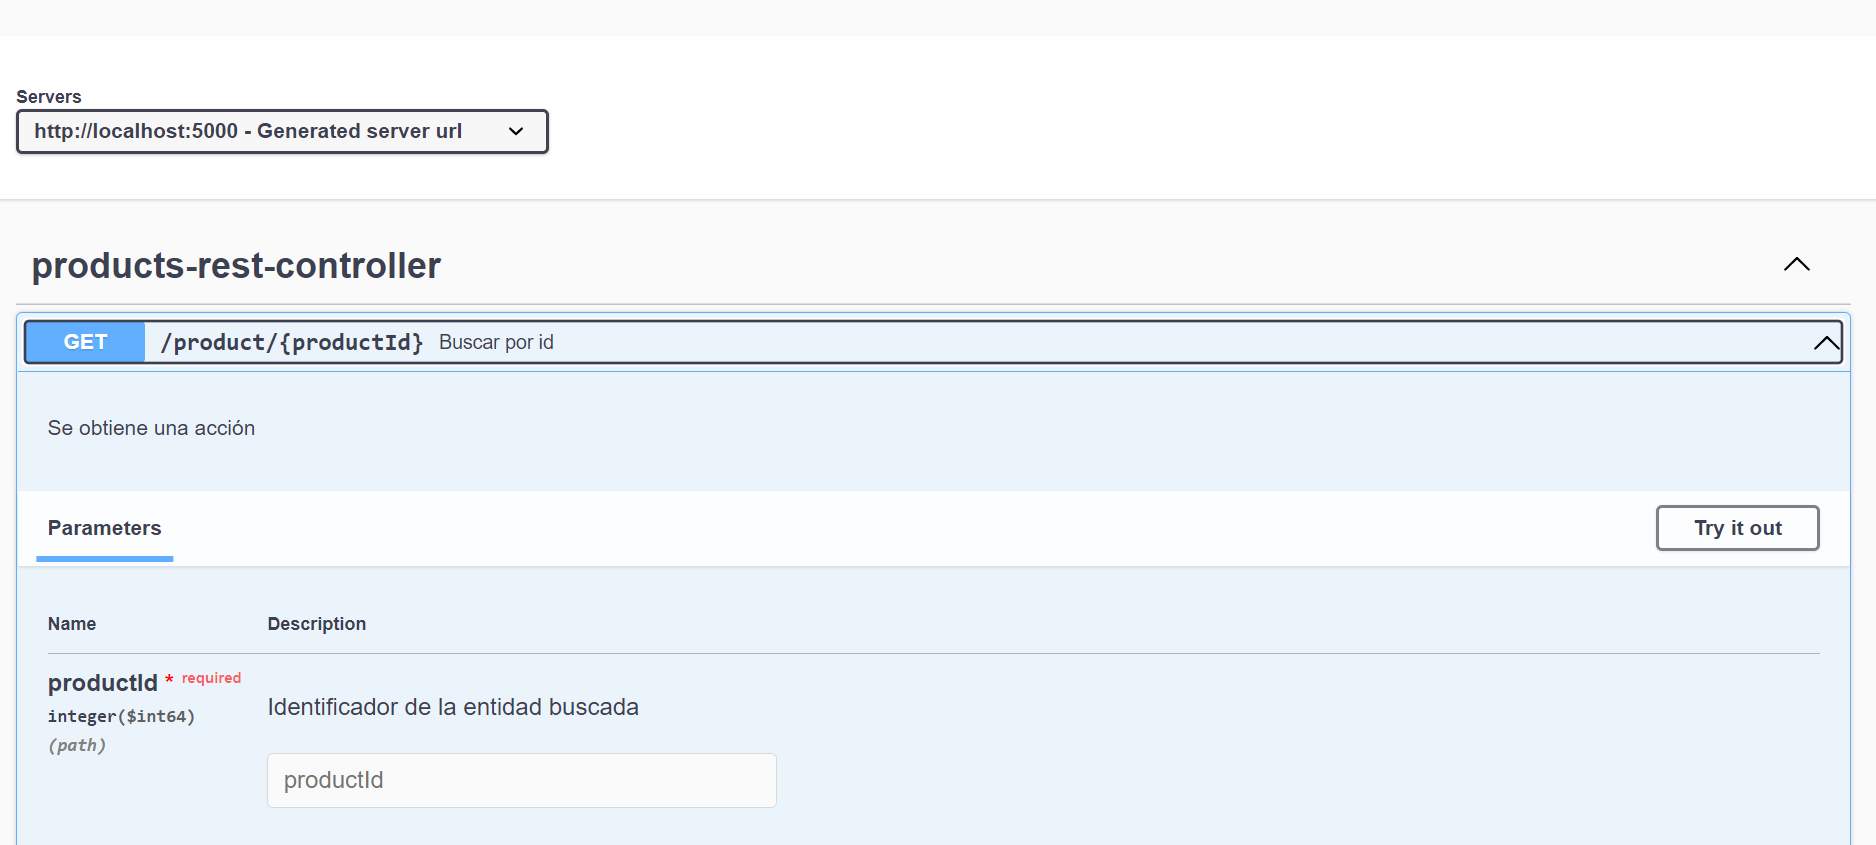 Servers
http://localhost:5000 - Generated server url
products-rest-controller
GET /product/{productId} Buscar por id
Se obtiene una acción
Parameters Try it out
Name Description
productId * required
integer($int64)
(path)
Identificador de la entidad buscada
productId